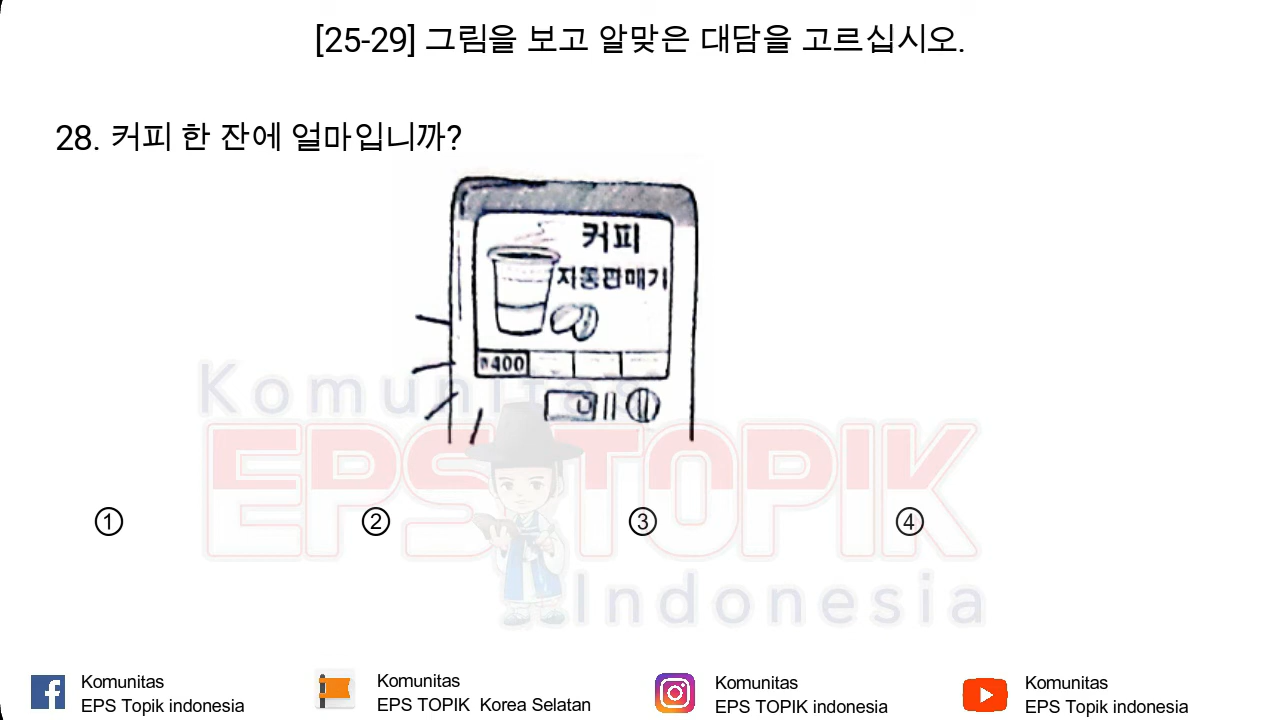 [25-29] 그림을 보고 알맞은 대담을 고르십시오.
28. 커피 한 잔에 얼마입니까?
커피
자동판매기
₩400
Komunitas
EPS TOPIK
Indonesia
① ② ③ ④
Komunitas
EPS Topik indonesia
Komunitas
EPS TOPIK Korea Selatan
Komunitas
EPS TOPIK indonesia
Komunitas
EPS Topik indonesia